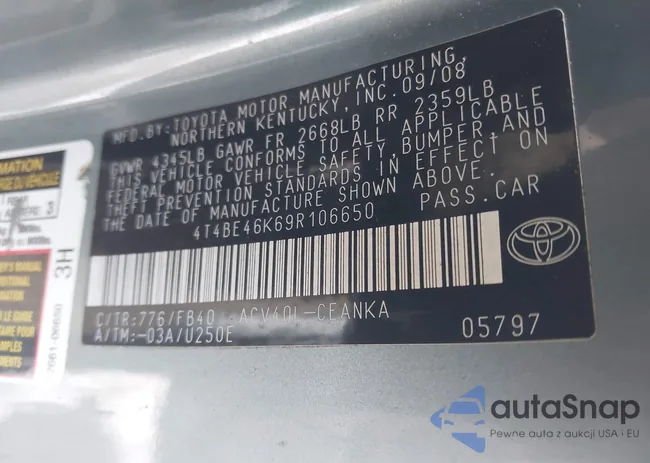 MFD.BY:TOYOTA MOTOR MANUFACTURING,
NORTHERN KENTUCKY, INC. 09/08
GVWR 4345LB GAWR FR 2668LB RR 2359LB
THIS VEHICLE CONFORMS TO ALL APPLICABLE
FEDERAL MOTOR VEHICLE SAFETY, BUMPER, AND
THEFT PREVENTION STANDARDS IN EFFECT ON
THE DATE OF MANUFACTURE SHOWN ABOVE.
4T4BE46K69R106650 PASS.CAR
C/TR:776/FB40 ACV40L-CEANKA
A/TM:-03A/U250E 05797
MATION
3
3H
autaSnap
Pewne auta z aukcji USA i EU